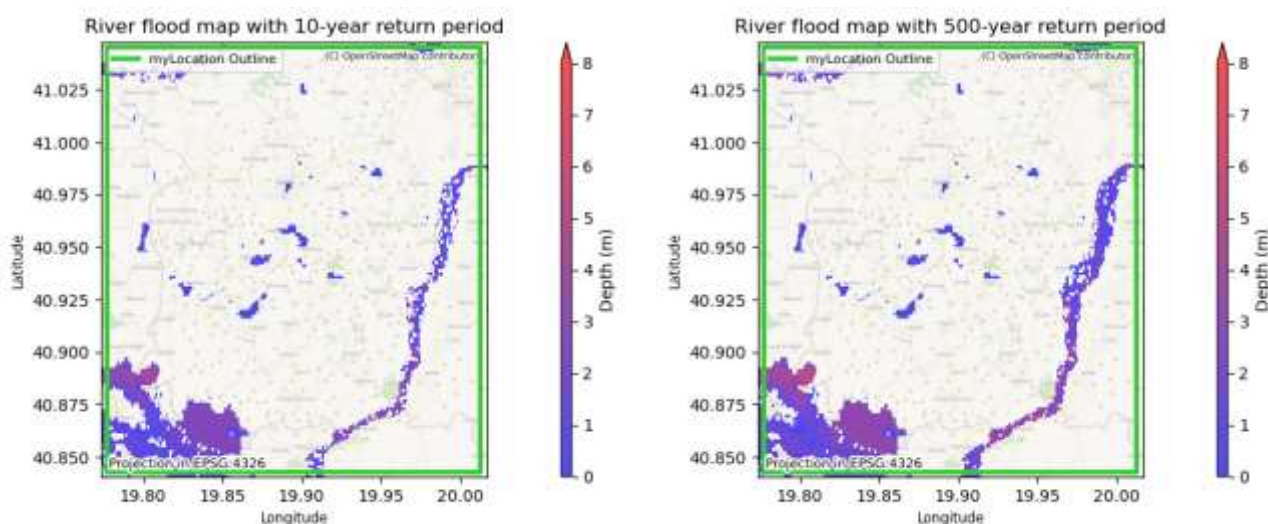 River flood map with 10-year return period
myLocation Outline
(C) OpenStreetMap contributors
41.025
41.000
40.975
40.950
40.925
40.900
40.875
40.850
Latitude
Projection in EPSG:4326
19.80 19.85 19.90 19.95 20.00
Longitude
8
7
6
5
4
3
2
1
0
Depth (m)
River flood map with 500-year return period
myLocation Outline
(C) OpenStreetMap contributors
41.025
41.000
40.975
40.950
40.925
40.900
40.875
40.850
Latitude
Projection in EPSG:4326
19.80 19.85 19.90 19.95 20.00
Longitude
8
7
6
5
4
3
2
1
0
Depth (m)